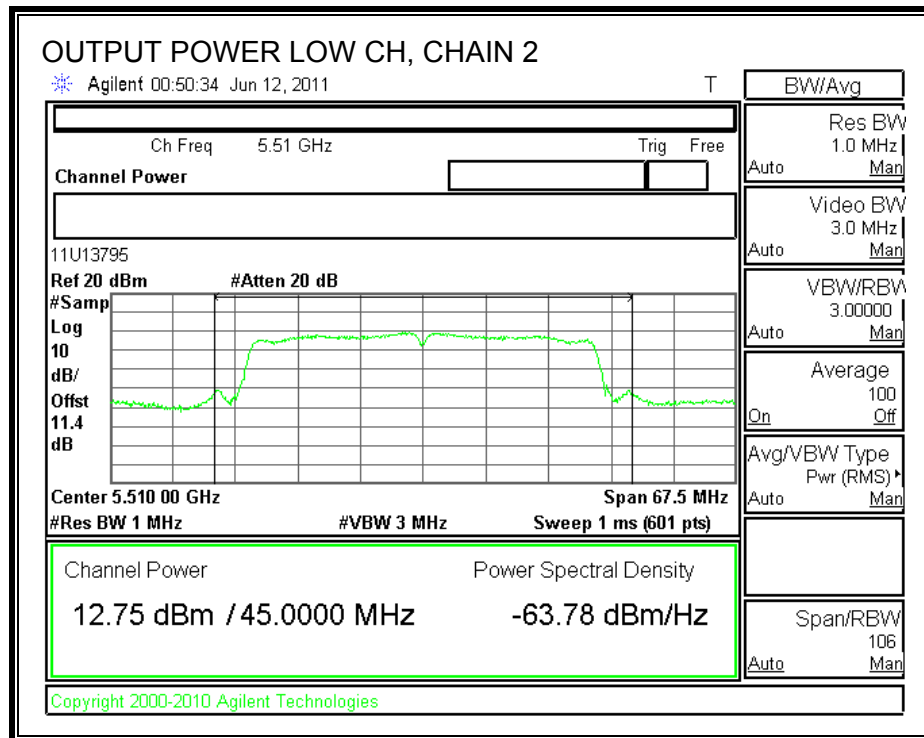 OUTPUT POWER LOW CH, CHAIN 2
Agilent 00:50:34 Jun 12, 2011 T
Ch Freq 5.51 GHz Trig Free
Channel Power
11U13795
Ref 20 dBm #Atten 20 dB
#Samp
Log
10
dB/
Offst
11.4
dB
Center 5.510 00 GHz Span 67.5 MHz
#Res BW 1 MHz #VBW 3 MHz Sweep 1 ms (601 pts)
Channel Power Power Spectral Density
12.75 dBm / 45.0000 MHz -63.78 dBm/Hz
Copyright 2000-2010 Agilent Technologies
BW/Avg
Res BW
1.0 MHz
Auto Man
Video BW
3.0 MHz
Auto Man
VBW/RBW
3.00000
Auto Man
Average
100
On Off
Avg/VBW Type
Pwr (RMS)
Auto Man
Span/RBW
106
Auto Man